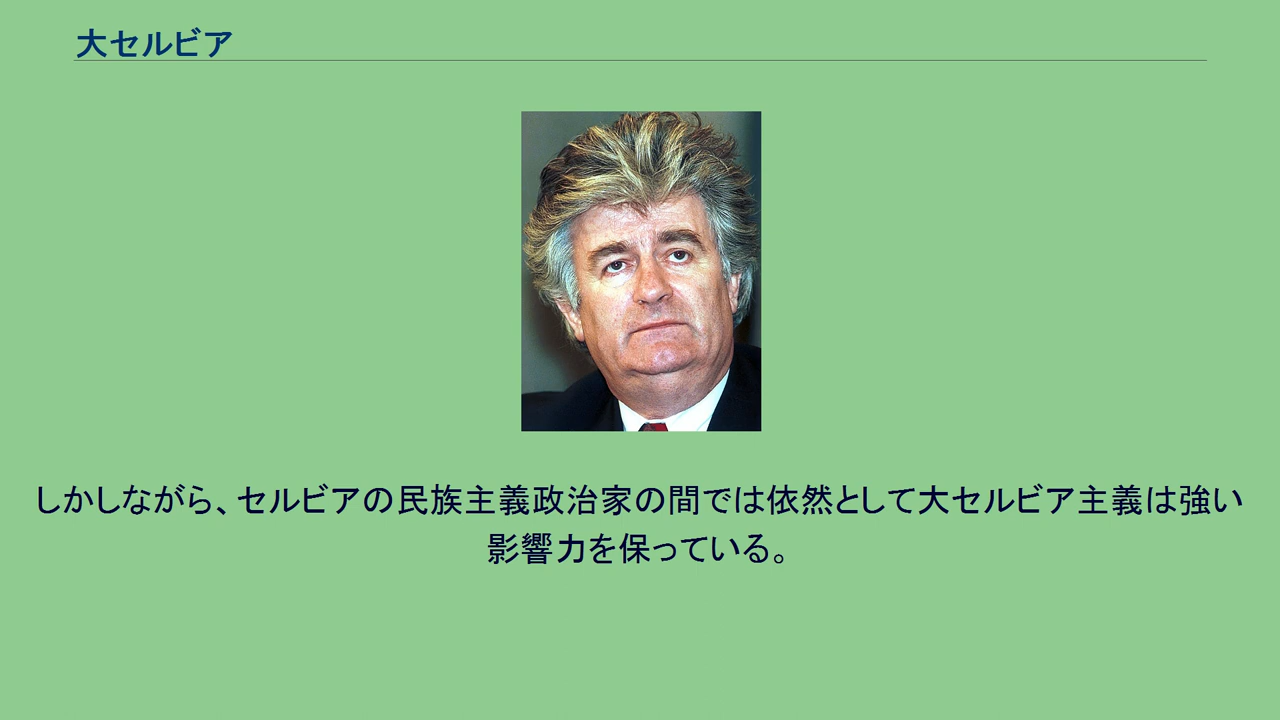 大セルビア
しかしながら、セルビアの民族主義政治家の間では依然として大セルビア主義は強い
影響力を保っている。